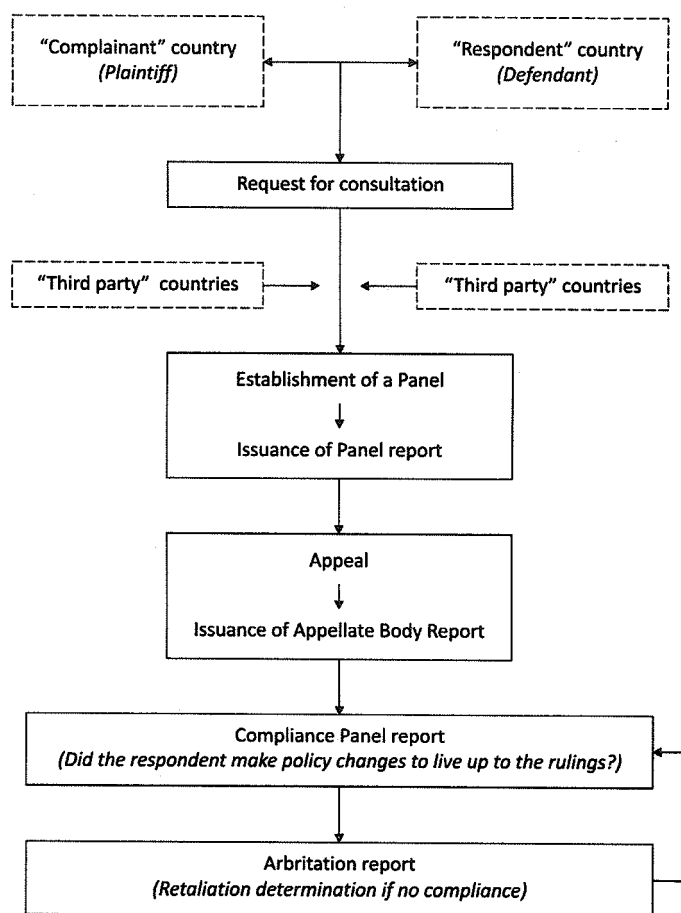 “Complainant” country
(Plaintiff)
“Respondent” country
(Defendant)
Request for consultation
“Third party” countries
“Third party” countries
Establishment of a Panel
Issuance of Panel report
Appeal
Issuance of Appellate Body Report
Compliance Panel report
(Did the respondent make policy changes to live up to the rulings?)
Arbritation report
(Retaliation determination if no compliance)